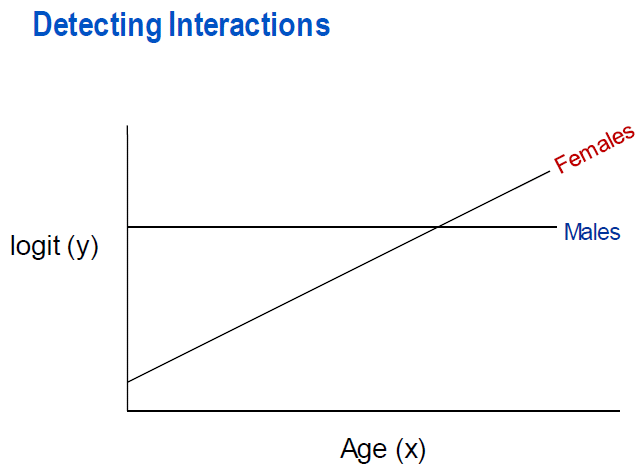 Detecting Interactions
Females
logit (y)
Males
Age (x)